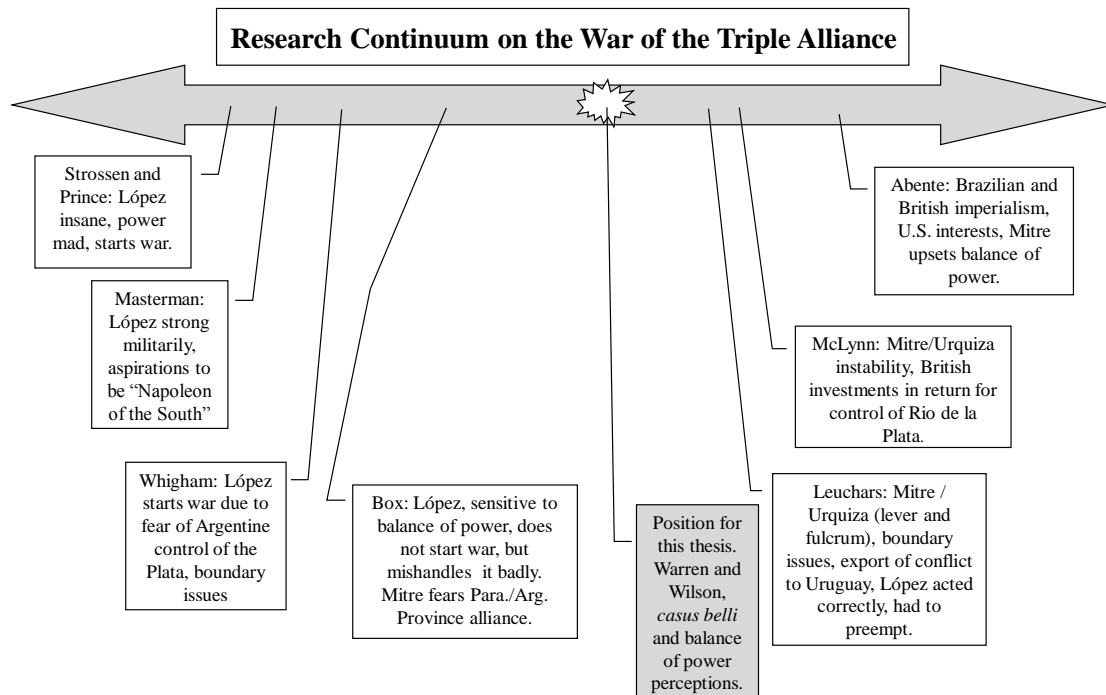 Research Continuum on the War of the Triple Alliance
Strossen and
Prince: López
insane, power
mad, starts war.
Masterman:
López strong
militarily,
aspirations to
be “Napoleon
of the South”
Whigham: López
starts war due to
fear of Argentine
control of the
Plata, boundary
issues
Box: López, sensitive to
balance of power, does
not start war, but
mishandles it badly.
Mitre fears Para./Arg.
Province alliance.
Position for
this thesis.
Warren and
Wilson,
casus belli
and balance
of power
perceptions.
Leuchars: Mitre /
Urquiza (lever and
fulcrum), boundary
issues, export of conflict
to Uruguay, López acted
correctly, had to
preempt.
McLynn: Mitre/Urquiza
instability, British
investments in return for
control of Rio de la
Plata.
Abente: Brazilian and
British imperialism,
U.S. interests, Mitre
upsets balance of
power.